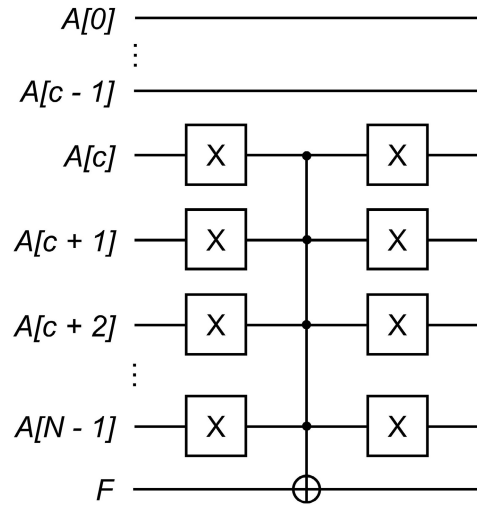 A[0]
⋮
A[c - 1]
A[c] X X
A[c + 1] X X
A[c + 2] X X
⋮
A[N - 1] X X
F